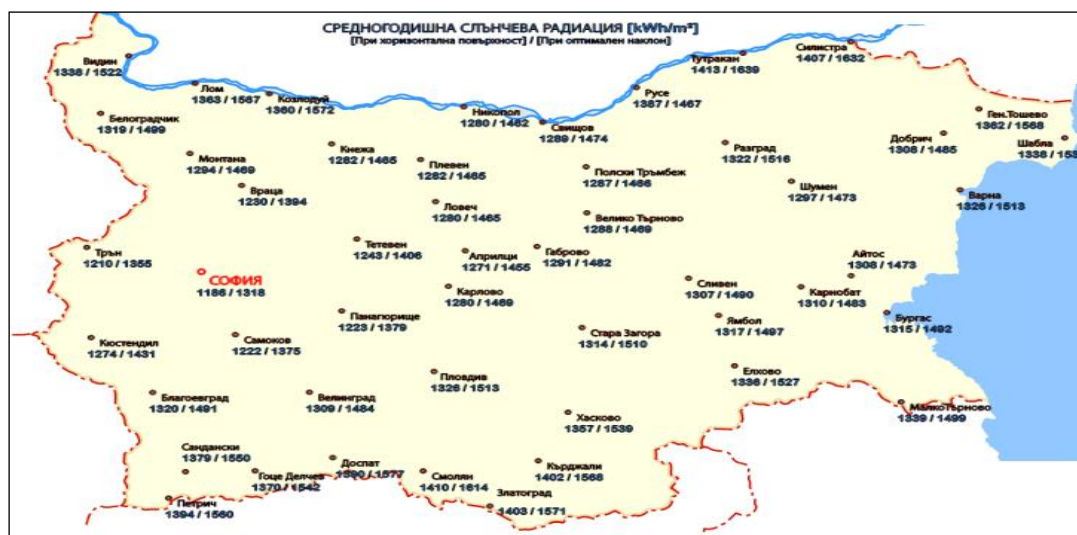 СРЕДНОГОДИШНА СЛЪНЧЕВА РАДИАЦИЯ [kWh/m²]
[При хоризонтална повърхност] / [При оптимален наклон]
Видин
1338 / 1522
Лом
1363 / 1567
Козлодуй
1360 / 1572
Белоградчик
1319 / 1499
Никопол
1280 / 1462
Свищов
1289 / 1474
Русе
1387 / 1467
Тутракан
1413 / 1639
Силистра
1407 / 1632
Ген.Тошево
1362 / 1568
Добрич
1308 / 1485
Шабла
1336 / 153
Монтана
1294 / 1469
Кнежа
1282 / 1465
Плевен
1282 / 1465
Полски Тръмбеж
1287 / 1466
Разград
1322 / 1516
Шумен
1297 / 1473
Варна
1326 / 1513
Враца
1230 / 1394
Ловеч
1280 / 1465
Велико Търново
1288 / 1469
Трън
1210 / 1355
СОФИЯ
1186 / 1318
Тетевен
1243 / 1406
Априлци
1271 / 1455
Габрово
1291 / 1482
Айтос
1308 / 1473
Карлово
1280 / 1469
Сливен
1307 / 1490
Карнобат
1310 / 1483
Бургас
1315 / 1492
Панагюрище
1223 / 1379
Кюстендил
1274 / 1431
Самоков
1222 / 1375
Стара Загора
1314 / 1510
Ямбол
1317 / 1497
Пловдив
1326 / 1513
Елхово
1336 / 1527
Благоевград
1320 / 1491
Велинград
1309 / 1484
Хасково
1357 / 1539
МалкоТърново
1339 / 1499
Сандански
1379 / 1550
Гоце Делчев
1370 / 1542
Доспат
1390 / 1577
Смолян
1410 / 1614
Кърджали
1402 / 1568
Златоград
1403 / 1571
Петрич
1394 / 1560